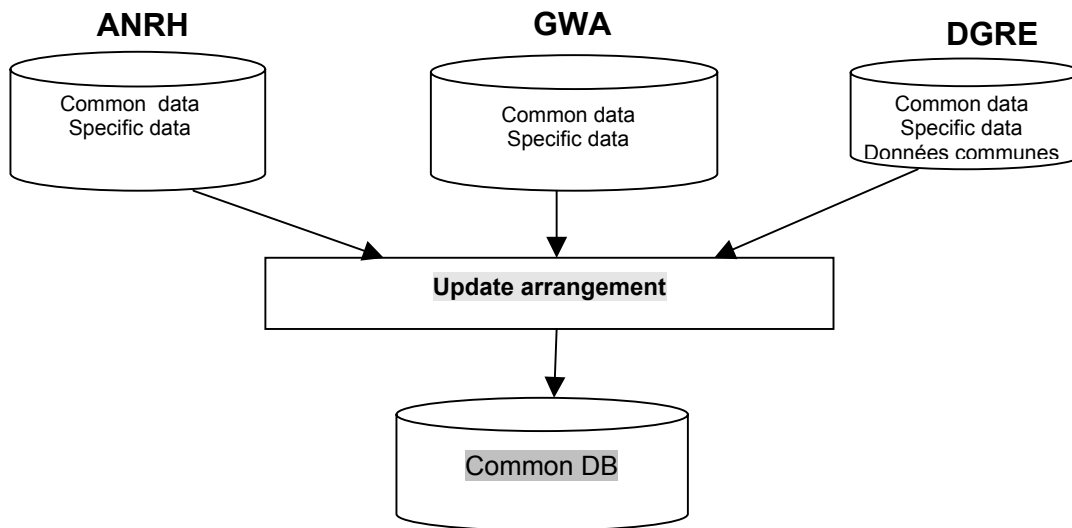 ANRH
GWA
DGRE
Common data
Specific data
Common data
Specific data
Common data
Specific data
Données communes
Update arrangement
Common DB